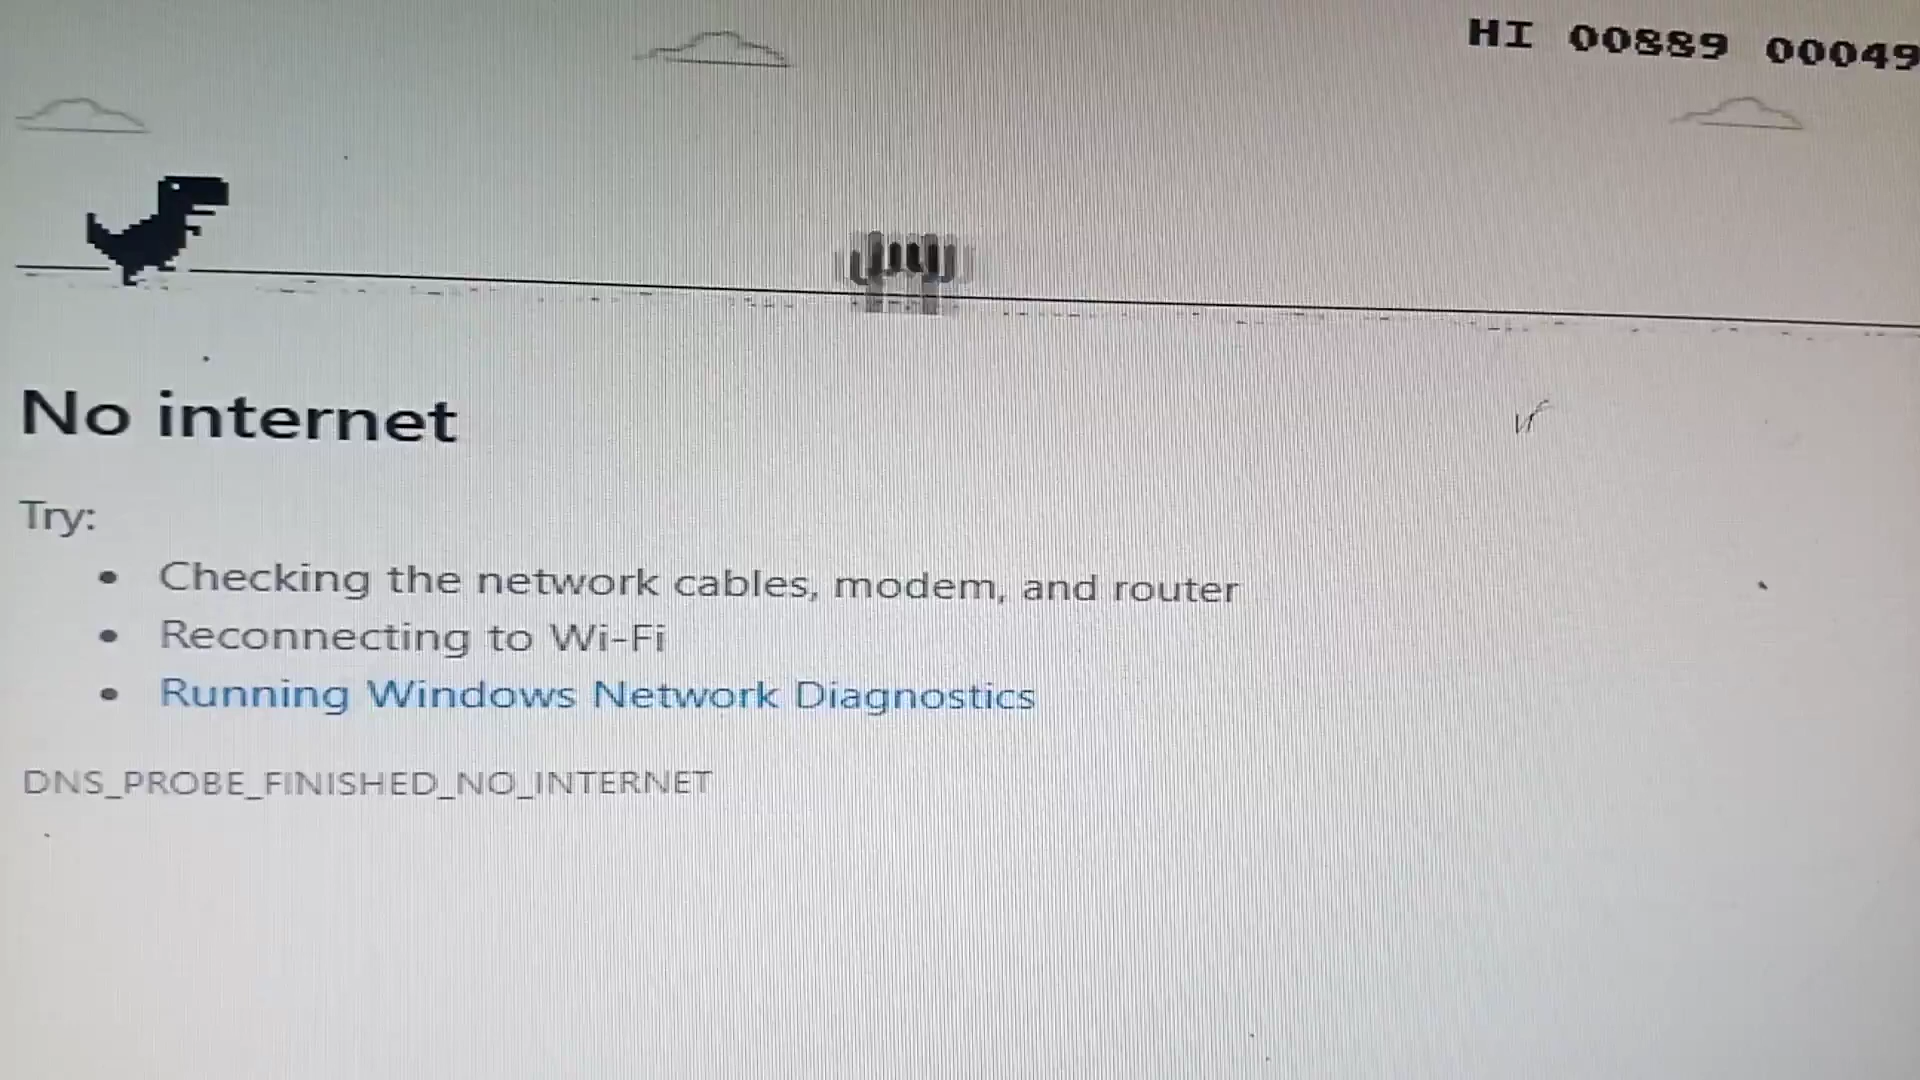 HI 00889 00049
No internet
Try:
• Checking the network cables, modem, and router
• Reconnecting to Wi-Fi
• Running Windows Network Diagnostics
DNS_PROBE_FINISHED_NO_INTERNET